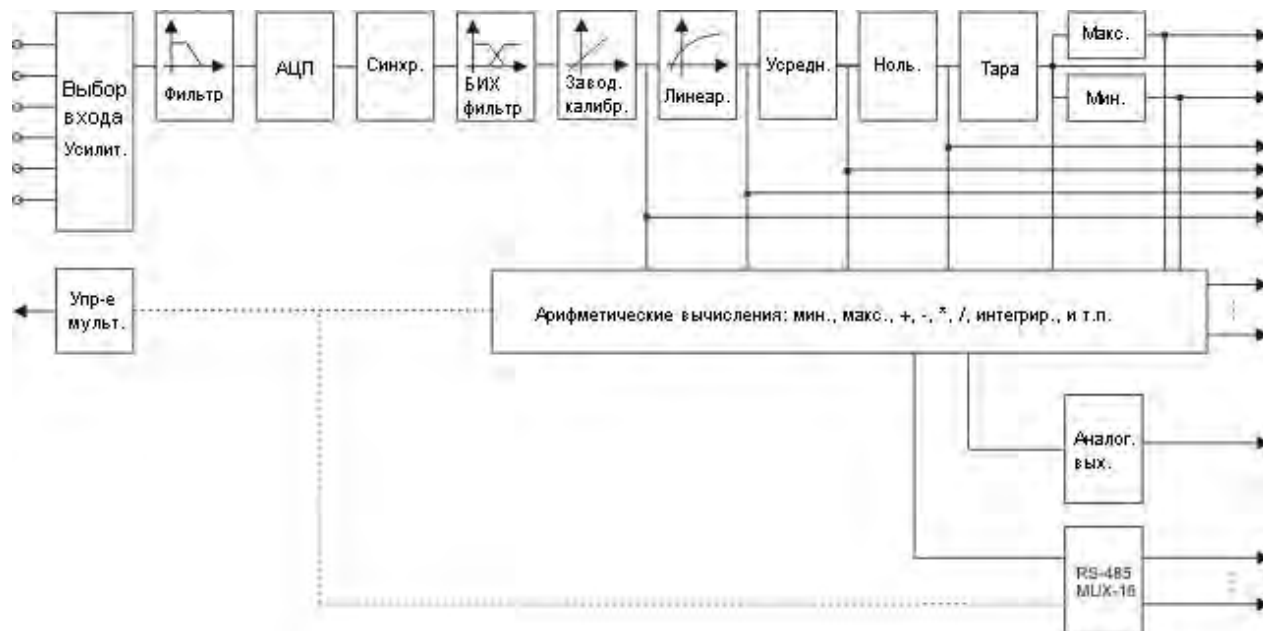 Выбор
входа
Усилит.
Фильтр
АЦП
Синхр.
БИХ
фильтр
Завод.
калибр.
Линеар.
Усредн.
Ноль.
Тара
Макс.
Мин.
Упр-е
мульт.
Арифметические вычисления: мин., макс., +, -, *, /, интегрир., и т.п.
Аналог.
вых.
RS-485
MUX-16